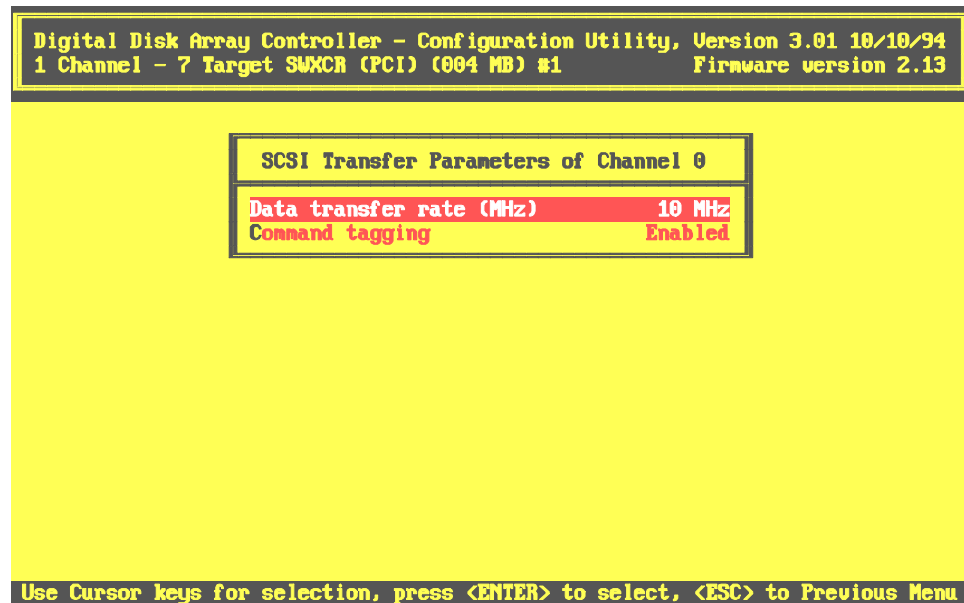 Digital Disk Array Controller - Configuration Utility, Version 3.01 10/10/94
1 Channel - 7 Target SWXCR (PCI) (004 MB) #1 Firmware version 2.13
SCSI Transfer Parameters of Channel 0
Data transfer rate (MHz) 10 MHz
Command tagging Enabled
Use Cursor keys for selection, press <ENTER> to select, <ESC> to Previous Menu